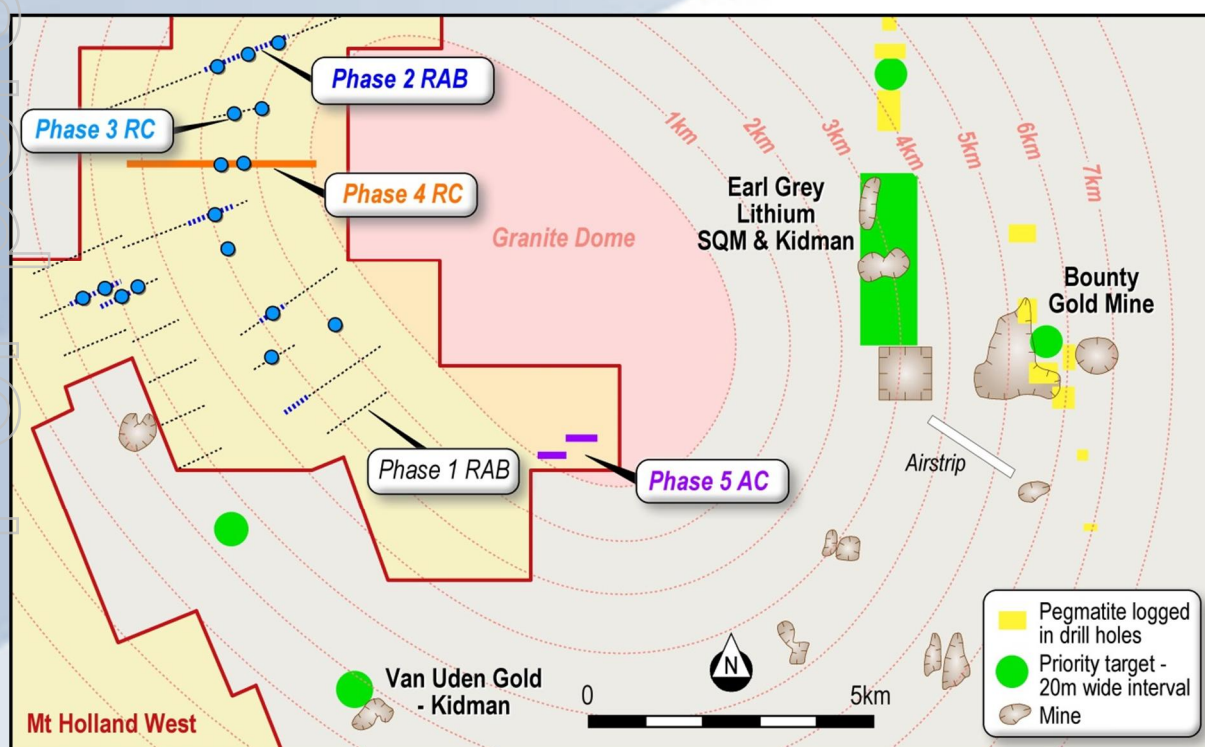 Phase 2 RAB
Phase 3 RC
Phase 4 RC
Granite Dome
1km
2km
3km
4km
5km
6km
7km
Earl Grey
Lithium
SQM & Kidman
Bounty
Gold Mine
Phase 1 RAB
Phase 5 AC
Airstrip
Van Uden Gold
- Kidman
Mt Holland West
N
0
5km
Pegmatite logged
in drill holes
Priority target -
20m wide interval
Mine